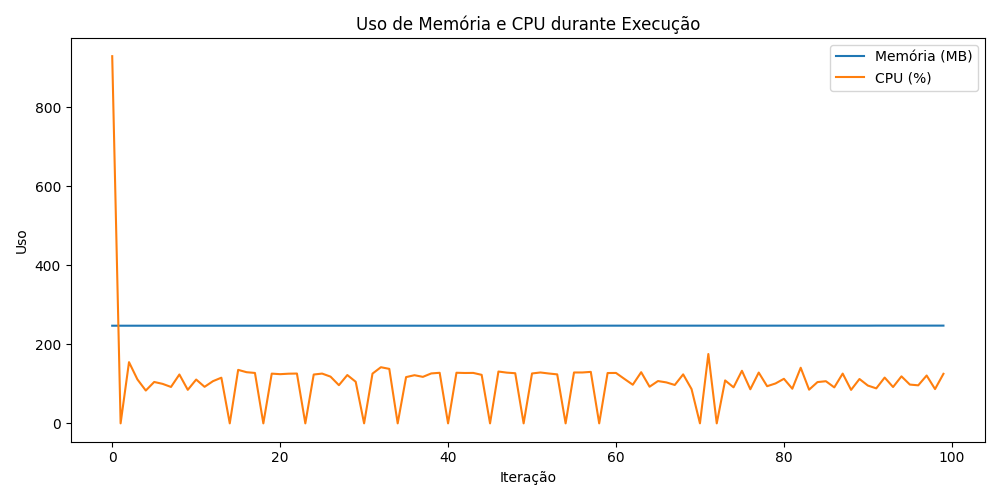 Uso de Memória e CPU durante Execução
Memória (MB)
CPU (%)
800
600
400
200
0
Uso
0 20 40 60 80 100
Iteração